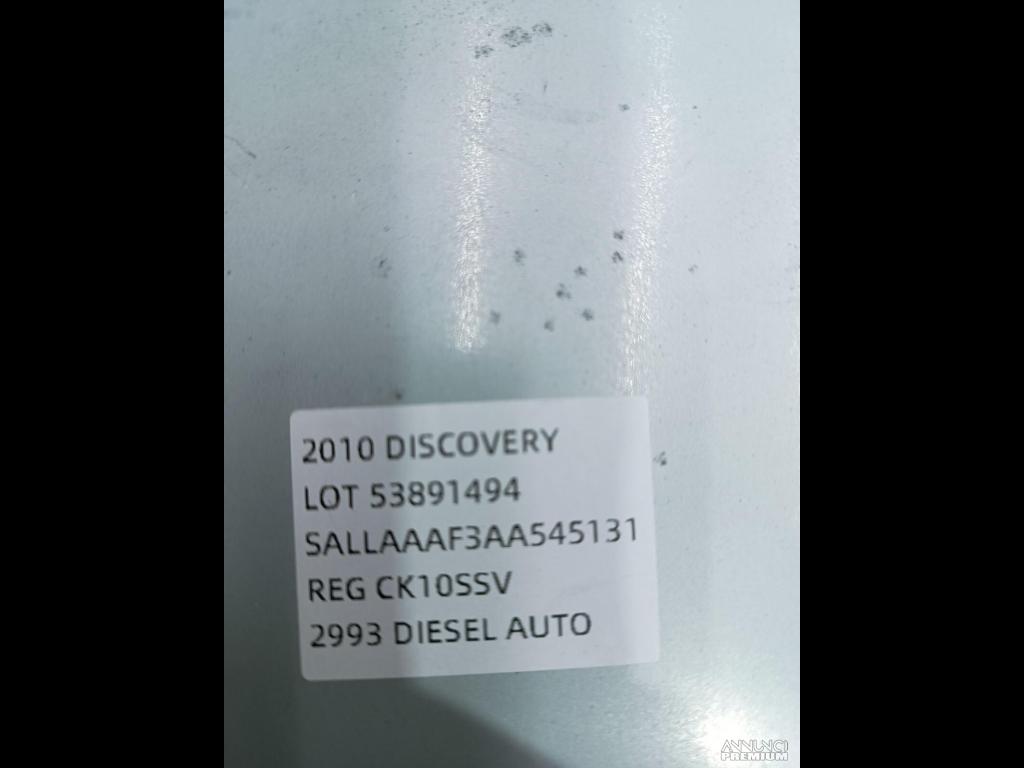 2010 DISCOVERY
LOT 53891494
SALLAAAF3AA545131
REG CK10SSV
2993 DIESEL AUTO
ANNUNCI
PREMIUM